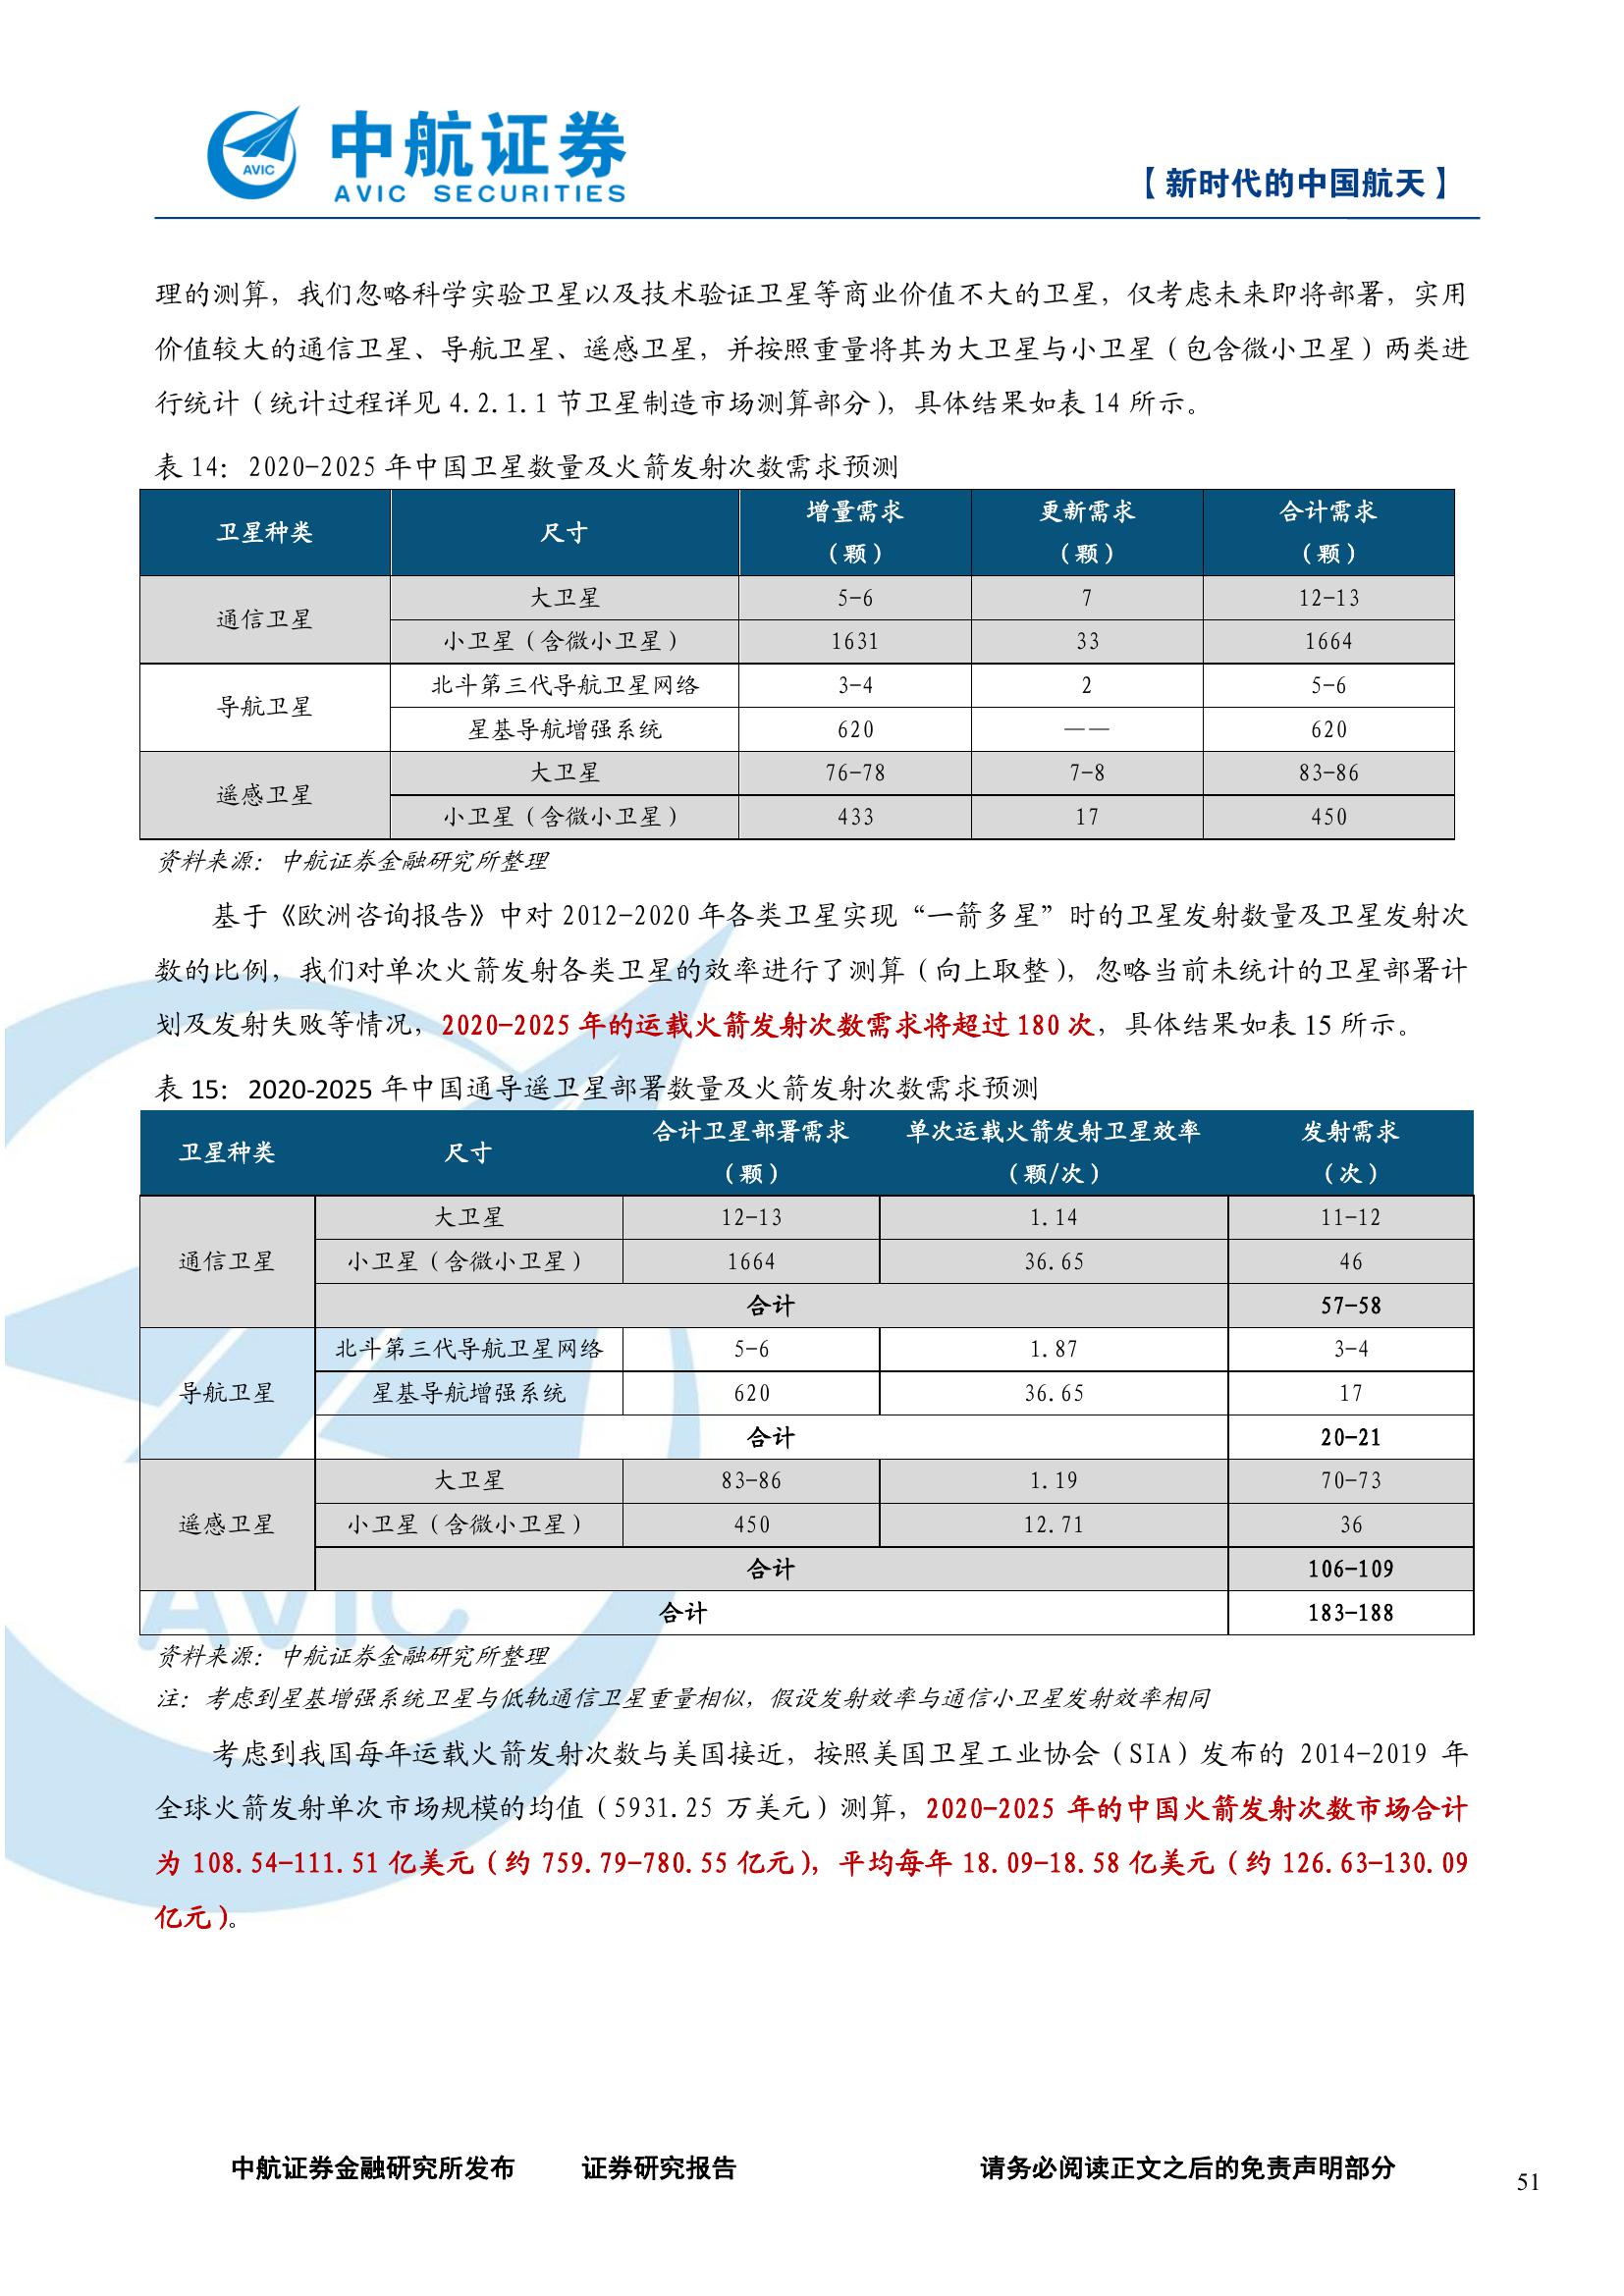 中航证券
AVIC SECURITIES
AVIC
【新时代的中国航天】
理的测算，我们忽略科学实验卫星以及技术验证卫星等商业价值不大的卫星，仅考虑未来即将部署，实用
价值较大的通信卫星、导航卫星、遥感卫星，并按照重量将其为大卫星与小卫星（包含微小卫星）两类进
行统计（统计过程详见 4.2.1.1 节卫星制造市场测算部分），具体结果如表 14 所示。
表 14：2020-2025 年中国卫星数量及火箭发射次数需求预测
卫星种类 尺寸 增量需求（颗） 更新需求（颗） 合计需求（颗）
通信卫星 大卫星 5-6 7 12-13
小卫星（含微小卫星） 1631 33 1664
导航卫星 北斗第三代导航卫星网络 3-4 2 5-6
星基导航增强系统 620 —— 620
遥感卫星 大卫星 76-78 7-8 83-86
小卫星（含微小卫星） 433 17 450
资料来源：中航证券金融研究所整理
基于《欧洲咨询报告》中对 2012-2020 年各类卫星实现“一箭多星”时的卫星发射数量及卫星发射次
数的比例，我们对单次火箭发射各类卫星的效率进行了测算（向上取整），忽略当前未统计的卫星部署计
划及发射失败等情况，2020-2025 年的运载火箭发射次数需求将超过 180 次，具体结果如表 15 所示。
表 15：2020-2025 年中国通导遥卫星部署数量及火箭发射次数需求预测
卫星种类 尺寸 合计卫星部署需求（颗） 单次运载火箭发射卫星效率（颗/次） 发射需求（次）
通信卫星 大卫星 12-13 1.14 11-12
小卫星（含微小卫星） 1664 36.65 46
合计 57-58
导航卫星 北斗第三代导航卫星网络 5-6 1.87 3-4
星基导航增强系统 620 36.65 17
合计 20-21
遥感卫星 大卫星 83-86 1.19 70-73
小卫星（含微小卫星） 450 12.71 36
合计 106-109
合计 183-188
AVIC
资料来源：中航证券金融研究所整理
注：考虑到星基增强系统卫星与低轨通信卫星重量相似，假设发射效率与通信小卫星发射效率相同
考虑到我国每年运载火箭发射次数与美国接近，按照美国卫星工业协会（SIA）发布的 2014-2019 年
全球火箭发射单次市场规模的均值（5931.25 万美元）测算，2020-2025 年的中国火箭发射次数市场合计
为 108.54-111.51 亿美元（约 759.79-780.55 亿元），平均每年 18.09-18.58 亿美元（约 126.63-130.09
亿元）。
中航证券金融研究所发布 证券研究报告 请务必阅读正文之后的免责声明部分
51